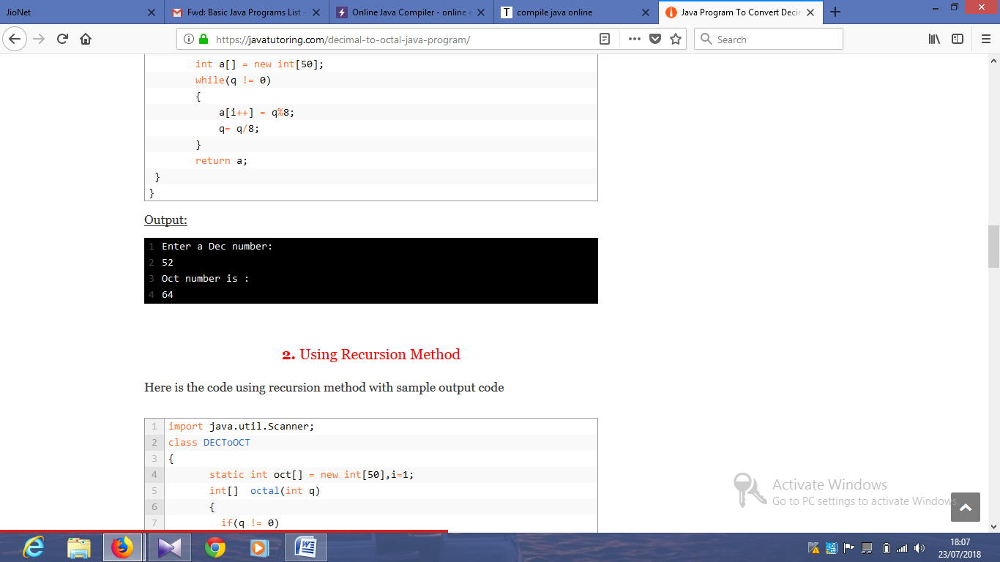 JioNet
Fwd: Basic Java Programs List -
Online Java Compiler - online e
T compile java online
Java Program To Convert Decin
https://javatutoring.com/decimal-to-octal-java-program/
Search
int a[] = new int[50];
while(q != 0)
{
a[i++] = q%8;
q= q/8;
}
return a;
}
}
Output:
1 Enter a Dec number:
2 52
3 Oct number is :
4 64
2. Using Recursion Method
Here is the code using recursion method with sample output code
1 import java.util.Scanner;
2 class DECToOCT
3 {
4 static int oct[] = new int[50],i=1;
5 int[] octal(int q)
6 {
7 if(q != 0)
Activate Windows
Go to PC settings to activate Windows.
18:07
23/07/2018